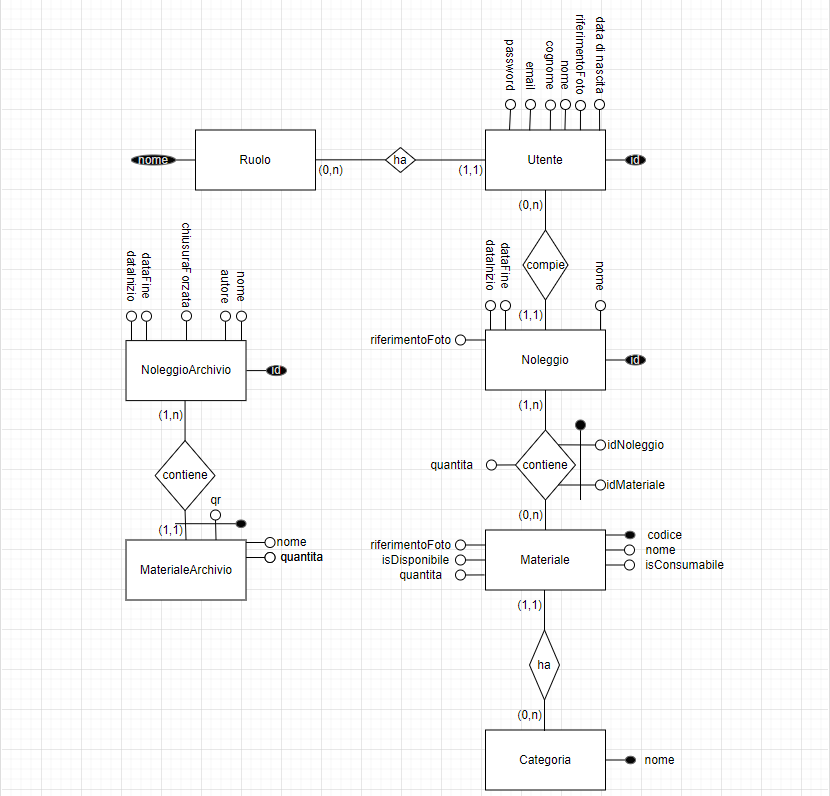 password
email
cognome
nome
riferimentoFoto
data di nascita
nome
Ruolo
(0,n)
ha
(1,1)
Utente
id
(0,n)
compie
(1,1)
dataInizio
dataFine
nome
riferimentoFoto
Noleggio
id
(1,n)
dataInizio
dataFine
chiusuraForzata
autore
nome
NoleggioArchivio
id
(1,n)
contiene
(1,1)
qr
MaterialeArchivio
nome
quantita
quantita
contiene
idNoleggio
idMateriale
(0,n)
riferimentoFoto
isDisponibile
quantita
Materiale
codice
nome
isConsumabile
(1,1)
ha
(0,n)
Categoria
nome